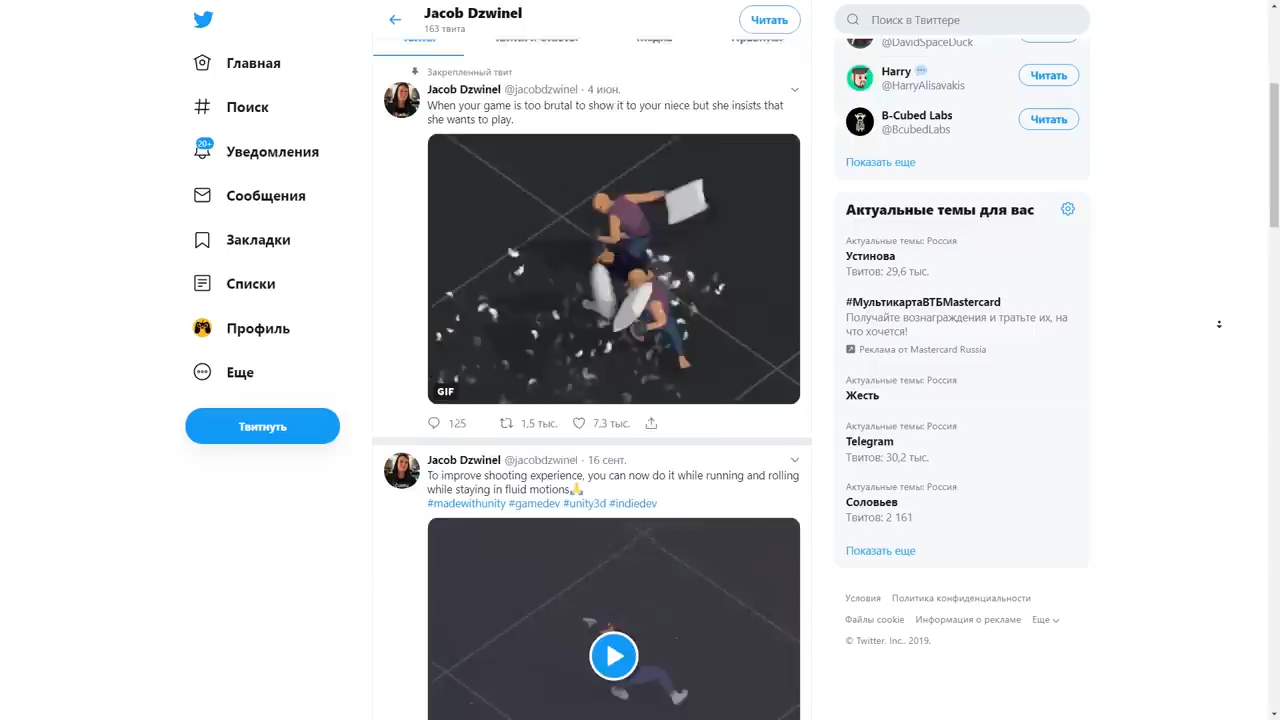 Главная
Поиск
20+
Уведомления
Сообщения
Закладки
Списки
Профиль
Еще
Твитнуть
Jacob Dzwinel
163 твита
Читать
Закрепленный твит
Jacob Dzwinel @jacobdzwinel · 4 июн.
When your game is too brutal to show it to your niece but she insists that
she wants to play.
GIF
125
1,5 тыс.
7,3 тыс.
Jacob Dzwinel @jacobdzwinel · 16 сент.
To improve shooting experience, you can now do it while running and rolling
while staying in fluid motions🙏
#madewithunity #gamedev #unity3d #indiedev
Поиск в Твиттере
@DavidSpaceDuck
Harry 💬
@HarryAlisavakis
Читать
B-Cubed Labs
@BcubedLabs
Читать
Показать еще
Актуальные темы для вас
Актуальные темы: Россия
Устинова
Твитов: 29,6 тыс.
#МультикартаВТБMastercard
Получайте вознаграждения и тратьте их, на
что хочется!
Реклама от Mastercard Russia
Актуальные темы: Россия
Жесть
Актуальные темы: Россия
Telegram
Твитов: 30,2 тыс.
Актуальные темы: Россия
Соловьев
Твитов: 2 161
Показать еще
Условия Политика конфиденциальности
Файлы cookie Информация о рекламе Еще
© Twitter. Inc.. 2019.